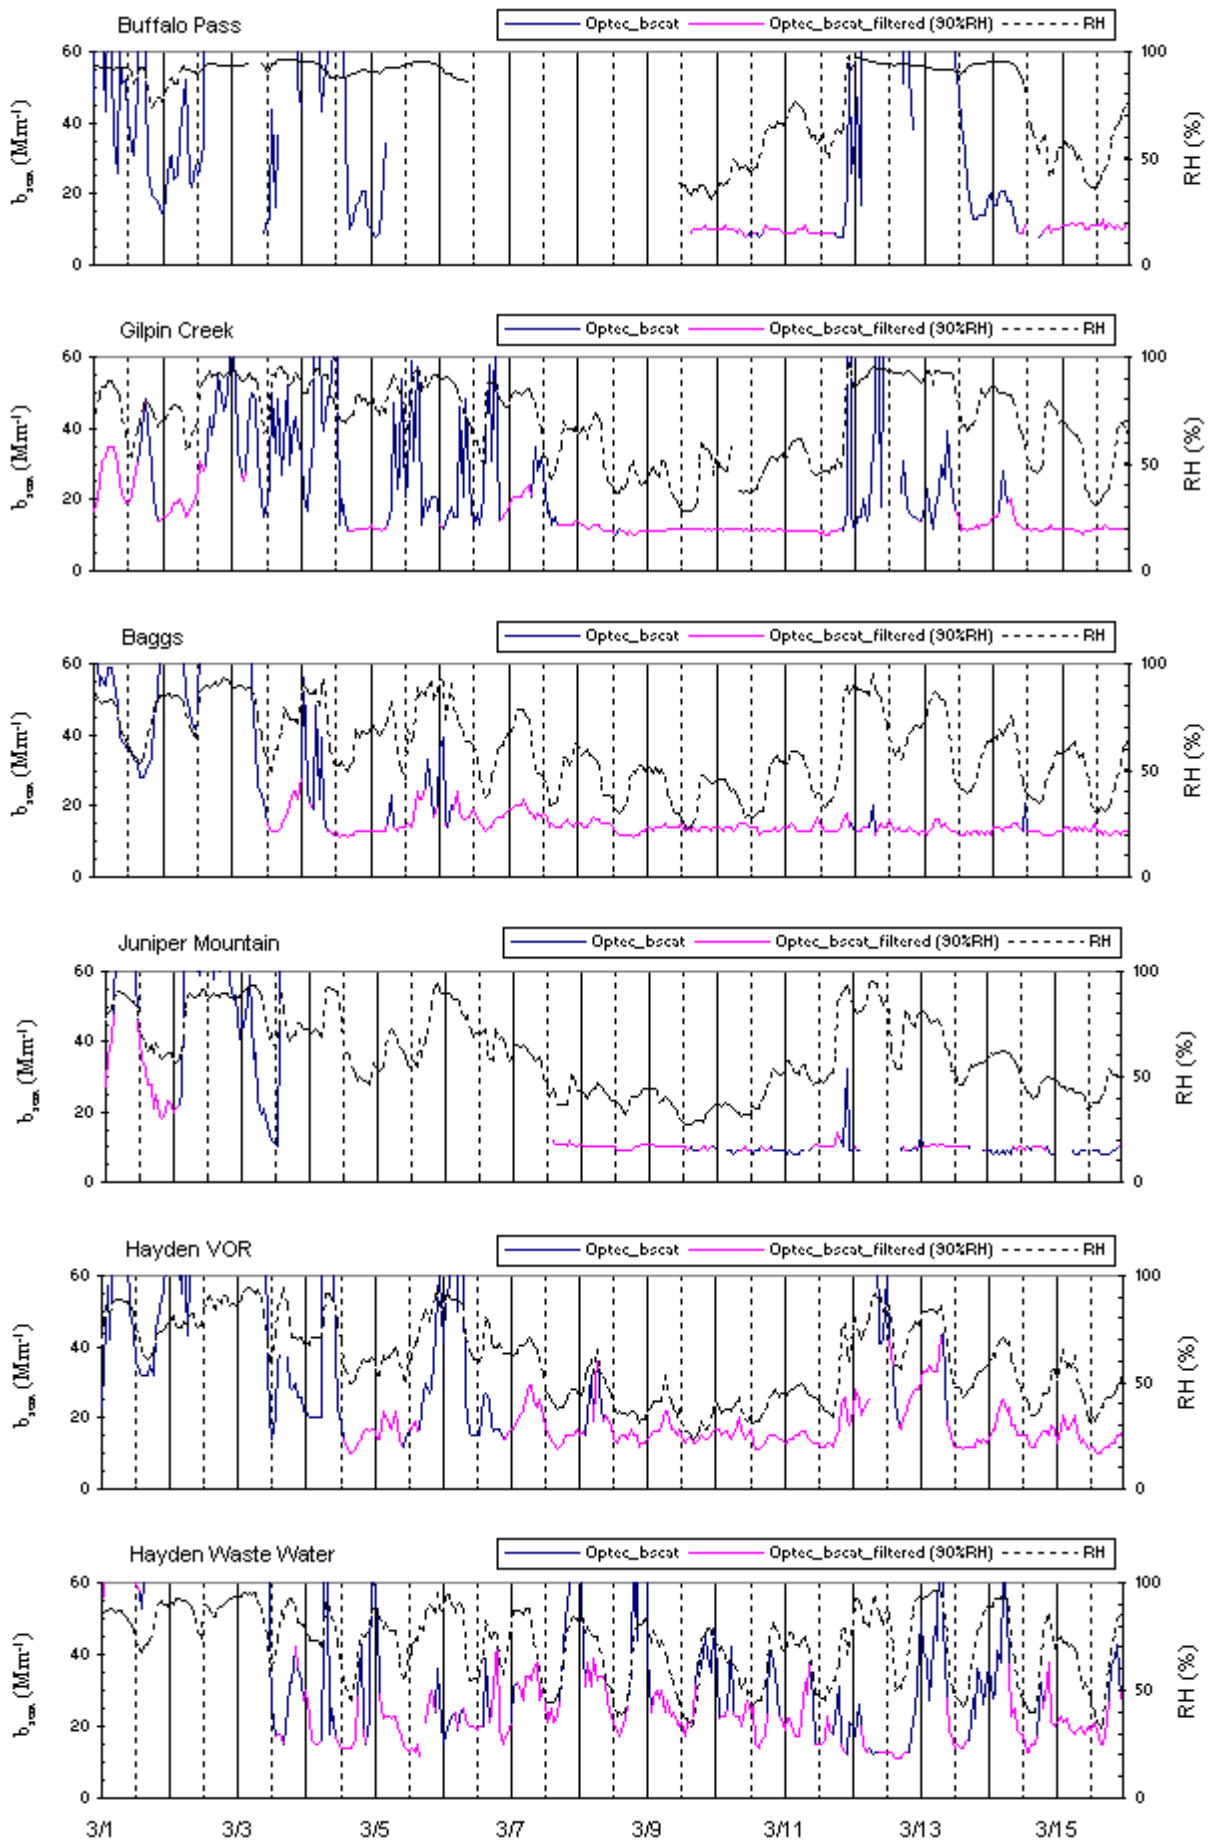 Buffalo Pass
Optec_bscat Optec_bscat_filtered (90%RH) RH
60 40 20 0
b_scat (Mm⁻¹)
100 50 0
RH (%)
Gilpin Creek
Optec_bscat Optec_bscat_filtered (90%RH) RH
60 40 20 0
b_scat (Mm⁻¹)
100 50 0
RH (%)
Baggs
Optec_bscat Optec_bscat_filtered (90%RH) RH
60 40 20 0
b_scat (Mm⁻¹)
100 50 0
RH (%)
Juniper Mountain
Optec_bscat Optec_bscat_filtered (90%RH) RH
60 40 20 0
b_scat (Mm⁻¹)
100 50 0
RH (%)
Hayden VOR
Optec_bscat Optec_bscat_filtered (90%RH) RH
60 40 20 0
b_scat (Mm⁻¹)
100 50 0
RH (%)
Hayden Waste Water
Optec_bscat Optec_bscat_filtered (90%RH) RH
60 40 20 0
b_scat (Mm⁻¹)
100 50 0
RH (%)
3/1 3/3 3/5 3/7 3/9 3/11 3/13 3/15